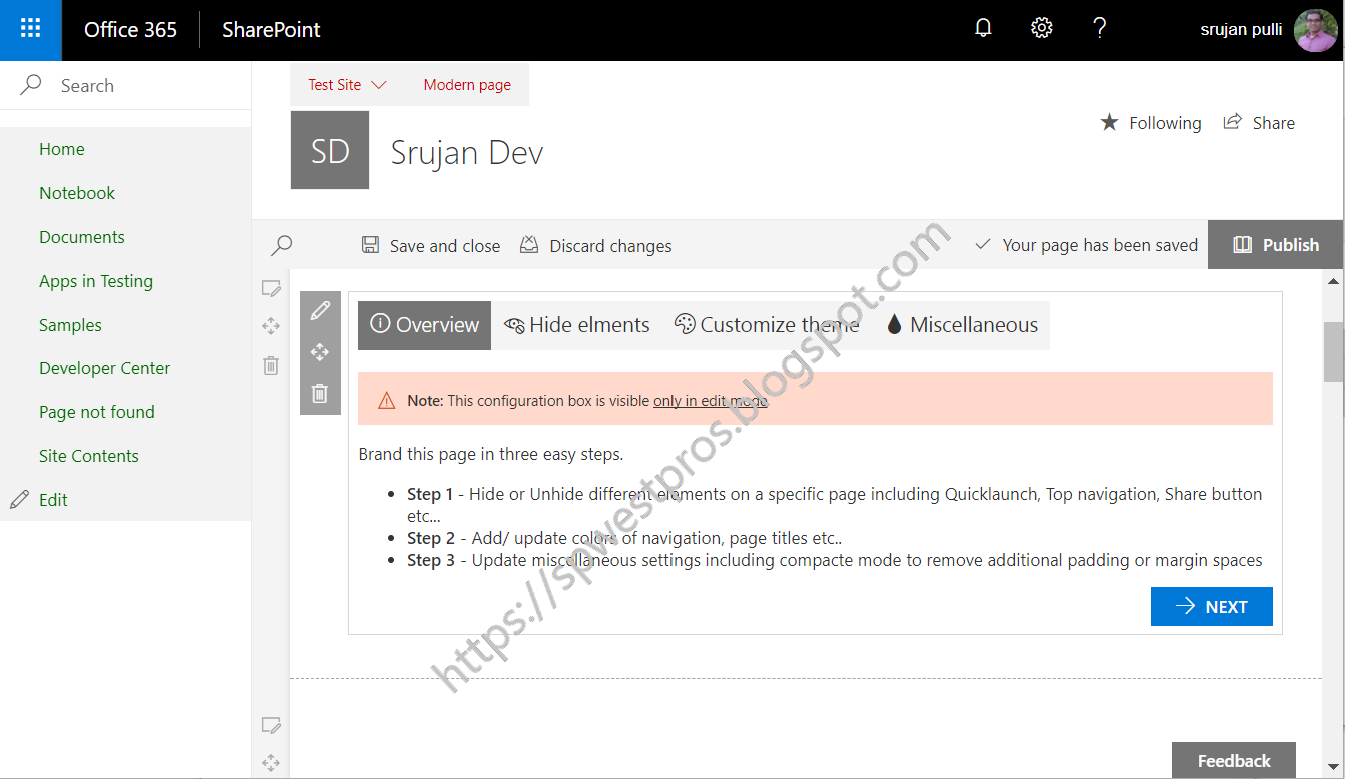 Office 365 SharePoint srujan pulli
Search
Test Site Modern page
Following Share
SD Srujan Dev
Home
Notebook
Documents
Apps in Testing
Samples
Developer Center
Page not found
Site Contents
Edit
Save and close Discard changes Your page has been saved Publish
Overview Hide elments Customize theme Miscellaneous
Note: This configuration box is visible only in edit mode.
Brand this page in three easy steps.
• Step 1 - Hide or Unhide different elements on a specific page including Quicklaunch, Top navigation, Share button
etc...
• Step 2 - Add/ update colors of navigation, page titles etc..
• Step 3 - Update miscellaneous settings including compacte mode to remove additional padding or margin spaces
NEXT
https://spwestpros.blogspot.com
Feedback